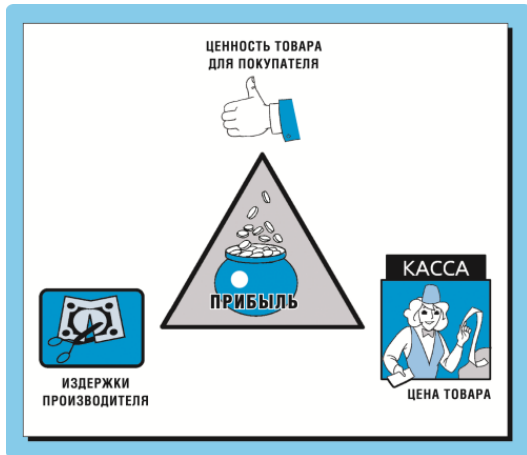 ЦЕННОСТЬ ТОВАРА
ДЛЯ ПОКУПАТЕЛЯ
ПРИБЫЛЬ
КАССА
ИЗДЕРЖКИ
ПРОИЗВОДИТЕЛЯ
ЦЕНА ТОВАРА